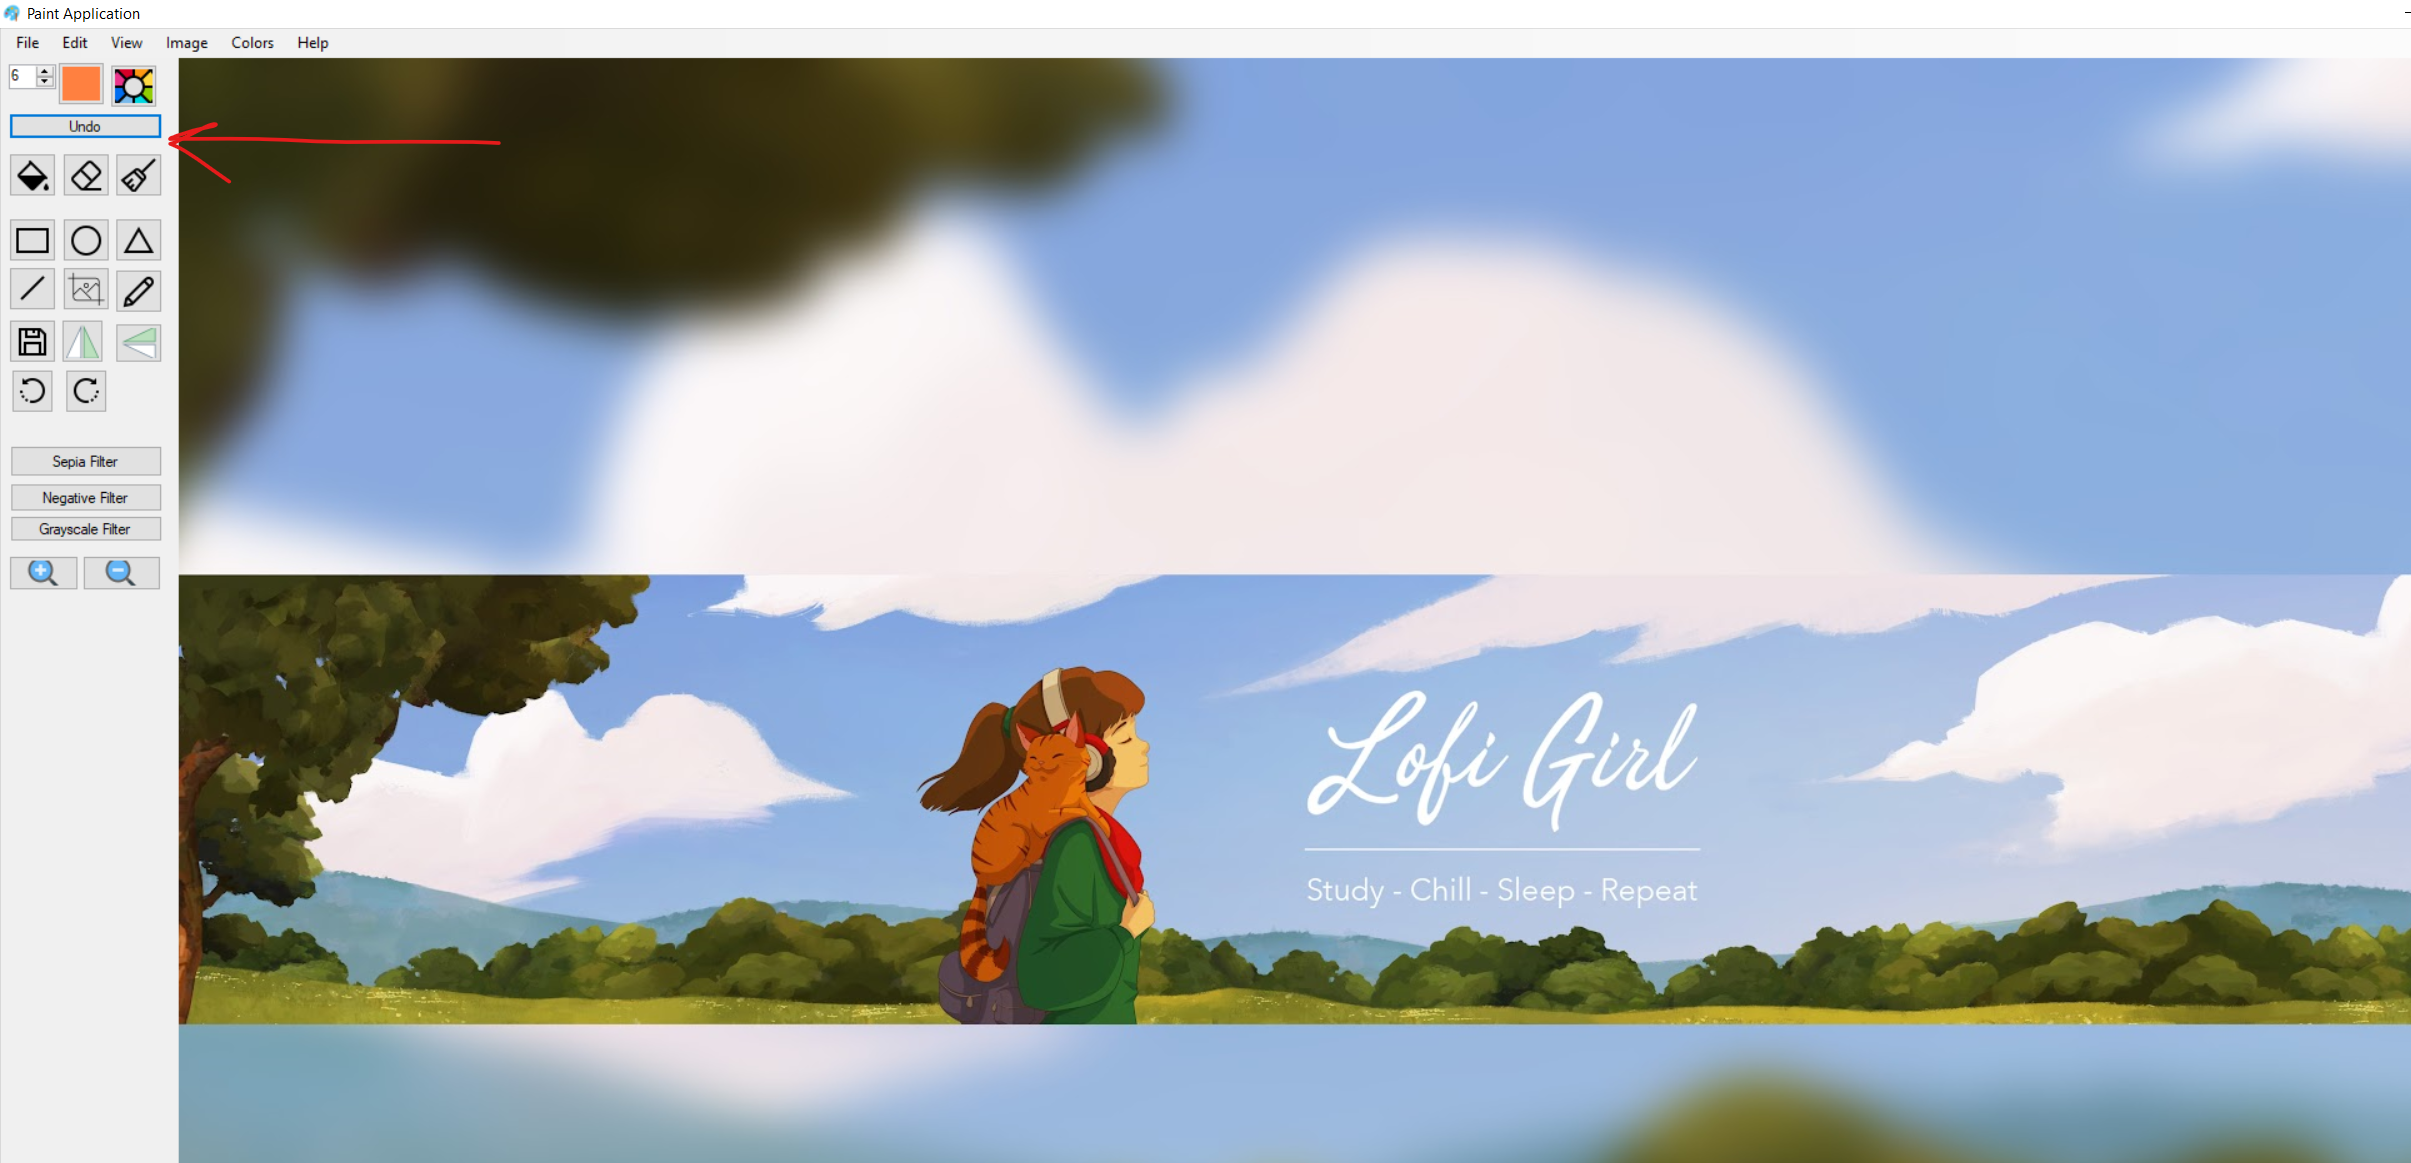 Paint Application
File Edit View Image Colors Help
6
Undo
Sepia Filter
Negative Filter
Grayscale Filter
Lofi Girl
Study - Chill - Sleep - Repeat